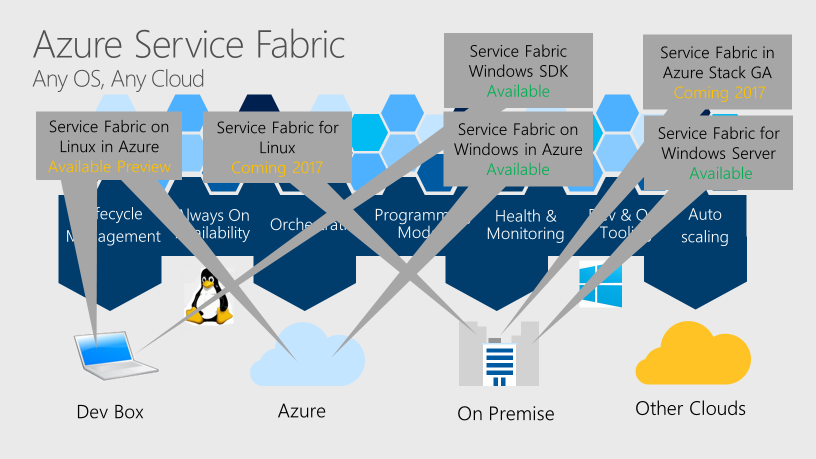 Azure Service Fabric
Any OS, Any Cloud
Service Fabric
Windows SDK
Available
Service Fabric in
Azure Stack GA
Coming 2017
Service Fabric on
Linux in Azure
Available Preview
Service Fabric for
Linux
Coming 2017
Service Fabric on
Windows in Azure
Available
Service Fabric for
Windows Server
Available
Always On
Health &
Monitoring
Auto
scaling
Dev Box
Azure
On Premise
Other Clouds